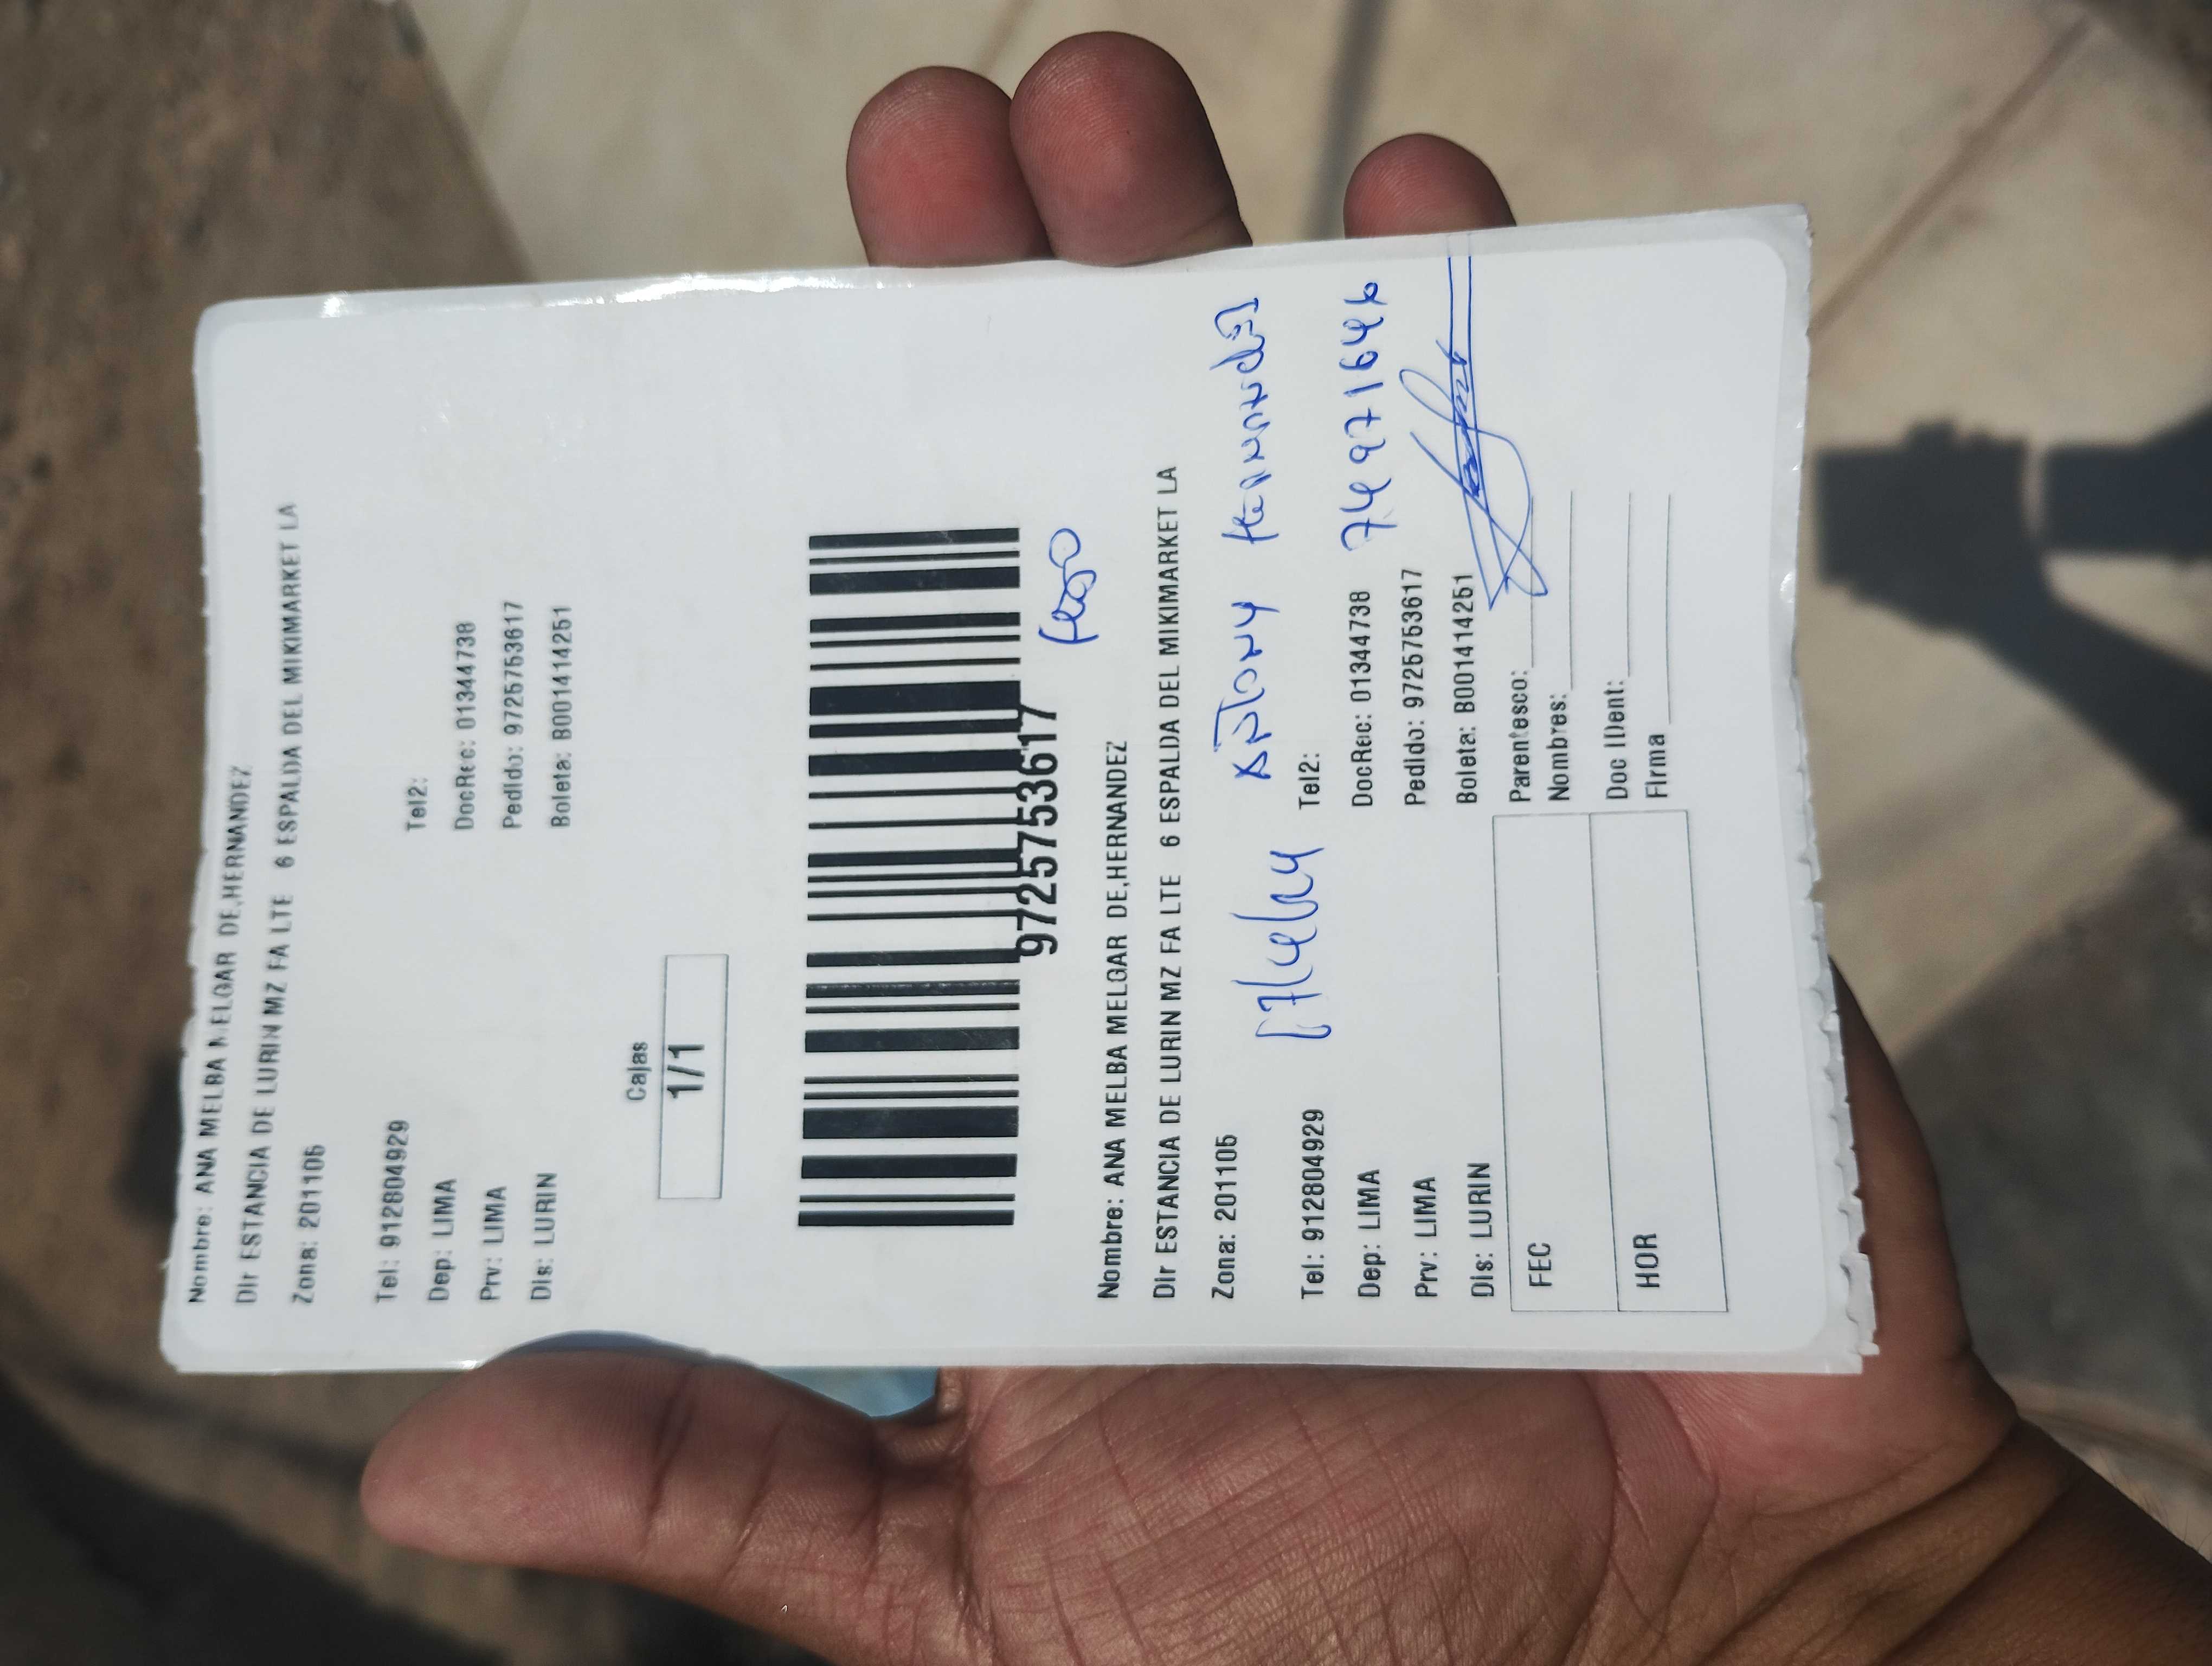 Nombre: ANA MELBA MELGAR DE,HERNANDEZ
Dir ESTANCIA DE LURIN MZ FA LTE 6 ESPALDA DEL MIKIMARKET LA
Zona: 201105
Tel: 912804929 Tel2:
Dep: LIMA DocRec: 01344738
Prv: LIMA Pedido: 9725753617
Dis: LURIN Boleta: B001414251
Cajas
1/1
9725753617
Nombre: ANA MELBA MELGAR DE,HERNANDEZ
Dir ESTANCIA DE LURIN MZ FA LTE 6 ESPALDA DEL MIKIMARKET LA
Zona: 201105 Antony Hernandez
Tel: 912804929 Tel2:
Dep: LIMA DocRec: 01344738 74971646
Prv: LIMA Pedido: 9725753617
Dis: LURIN Boleta: B001414251
FEC Parentesco:
Nombres:
HOR Doc IDent:
Firma